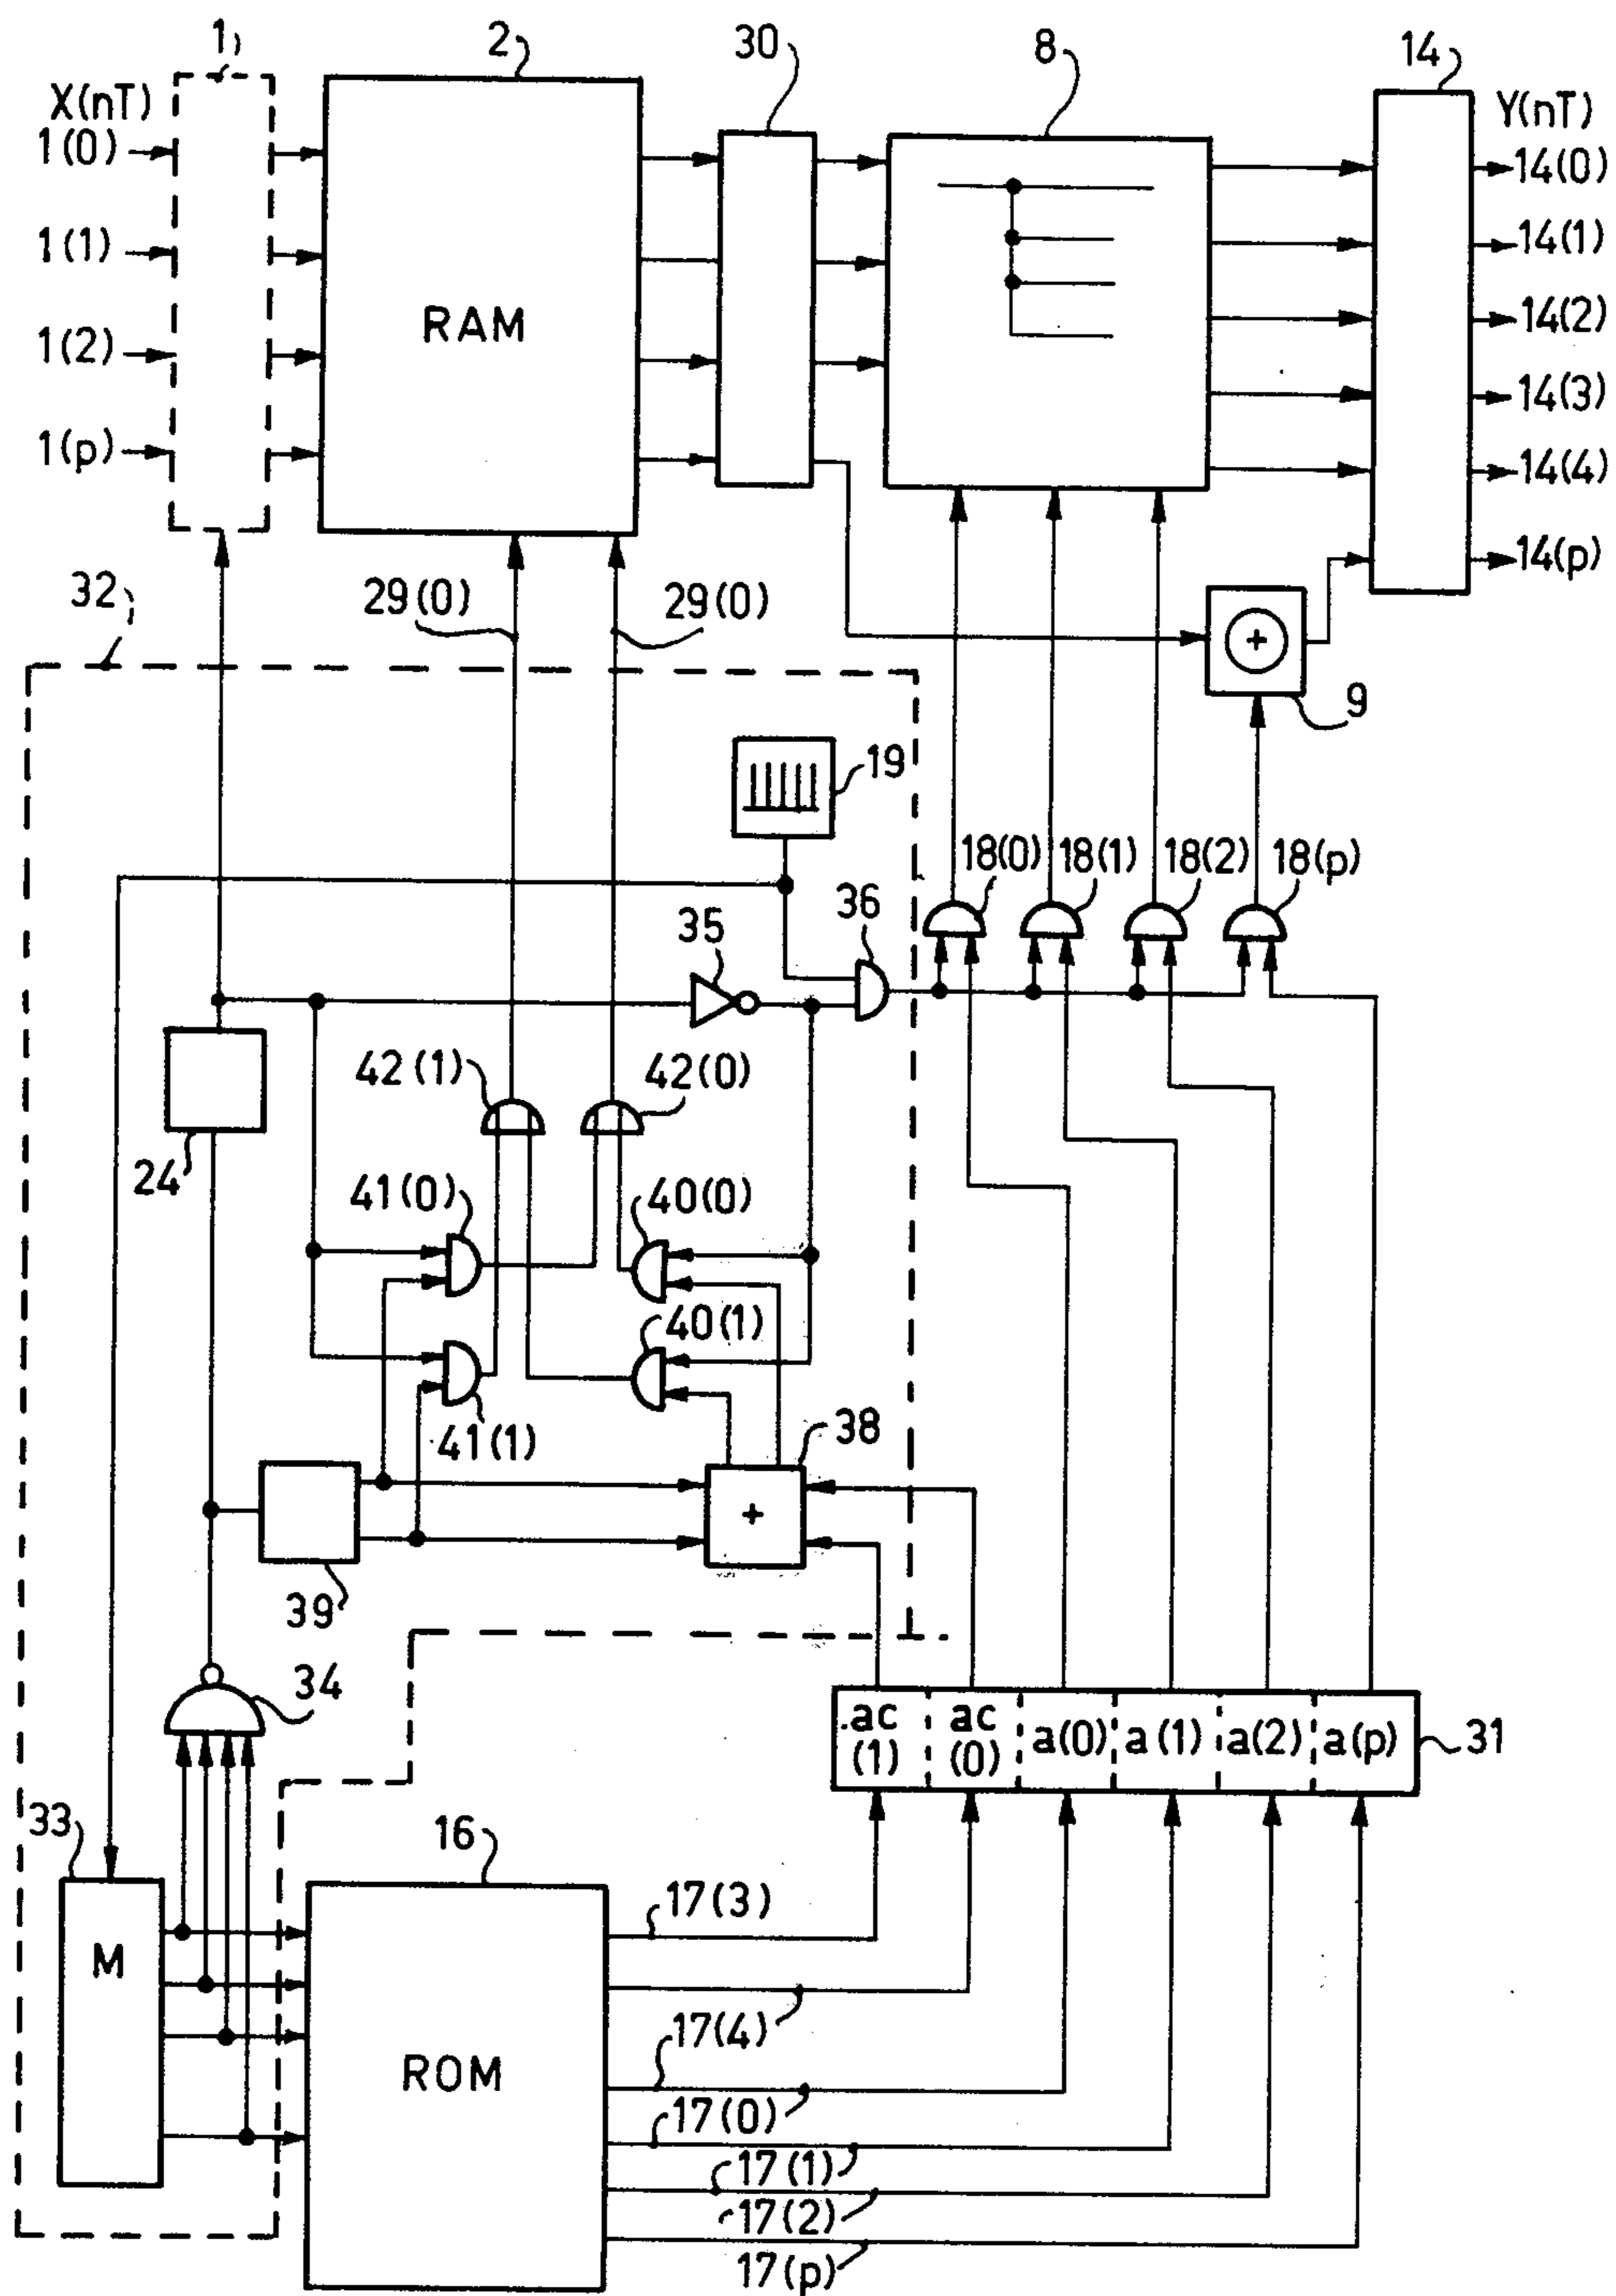 1 2 30 8 14
X(nT) Y(nT)
1(0) 14(0)
1(1) 14(1)
RAM 14(2)
1(2) 14(3)
1(p) 14(4)
14(p)
32 29(0) 29(0)
+
9
19
18(0) 18(1) 18(2) 18(p)
35 36
42(1) 42(0)
24
41(0) 40(0)
40(1)
41(1) 38
+
39
34
.ac (1) ac (0) a(0) a(1) a(2) a(p) 31
33 16
17(3)
M
17(4)
ROM
17(0)
17(1)
17(2)
17(p)